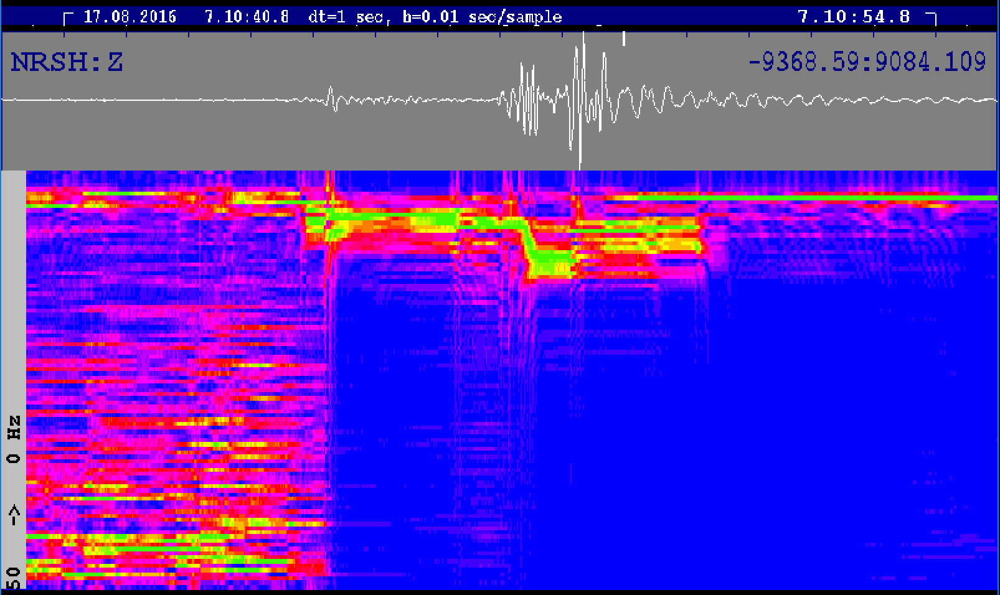 17.08.2016 7.10:40.8 dt=1 sec, b=0.01 sec/sample 7.10:54.8
NRSH:Z -9368.59:9084.109
50 -> 0 Hz